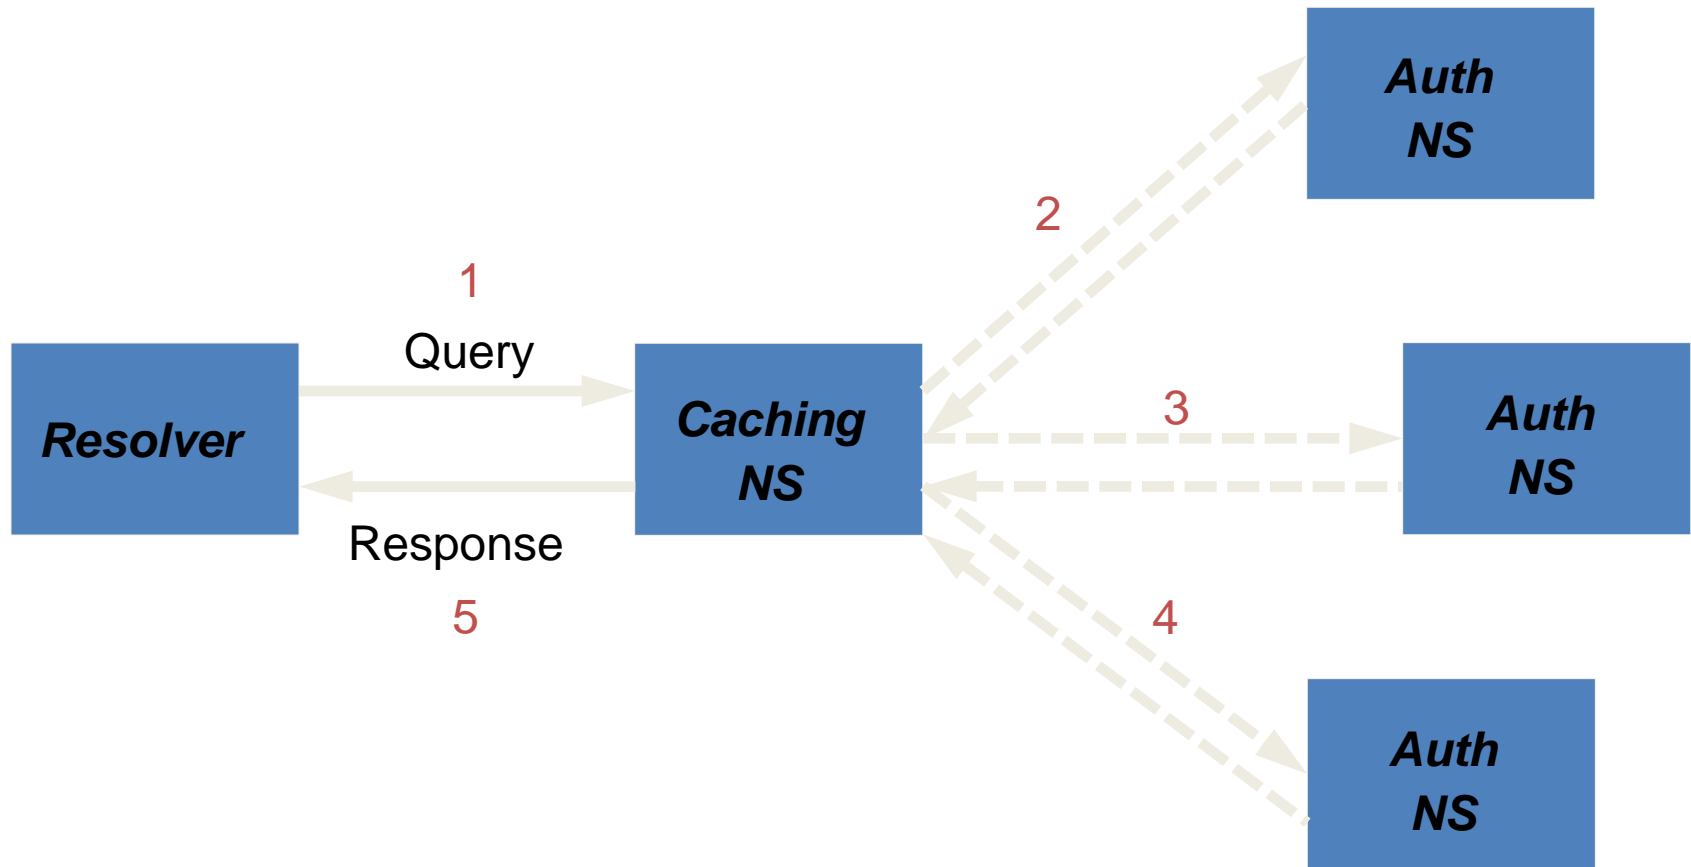 Auth
NS
2
1
Query
Resolver
Caching
NS
3
Auth
NS
Response
5
4
Auth
NS